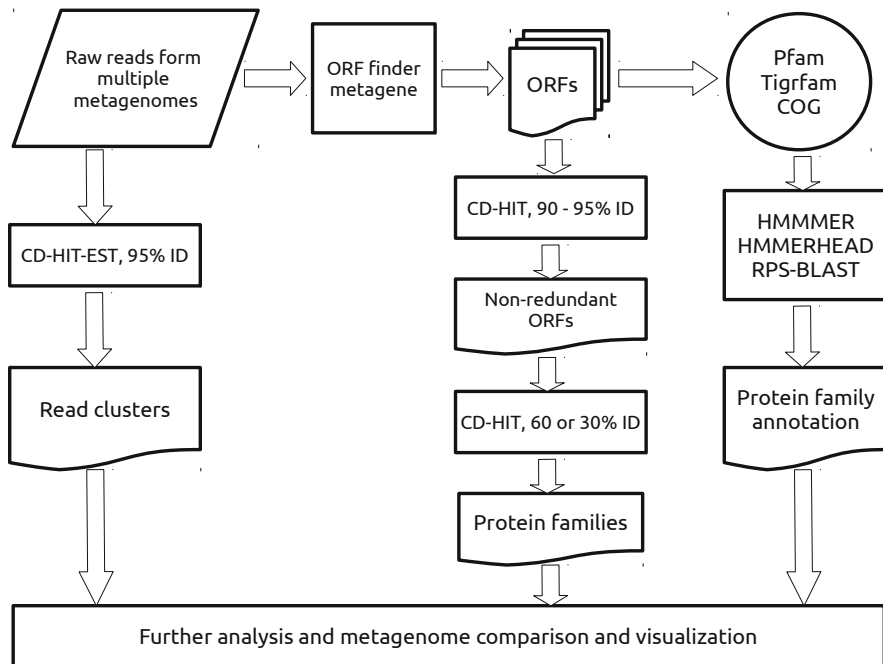 Raw reads form
multiple
metagenomes
ORF finder
metagene
ORFs
Pfam
Tigrfam
COG
CD-HIT-EST, 95% ID
CD-HIT, 90 - 95% ID
HMMMER
HMMERHEAD
RPS-BLAST
Non-redundant
ORFs
Read clusters
CD-HIT, 60 or 30% ID
Protein family
annotation
Protein families
Further analysis and metagenome comparison and visualization